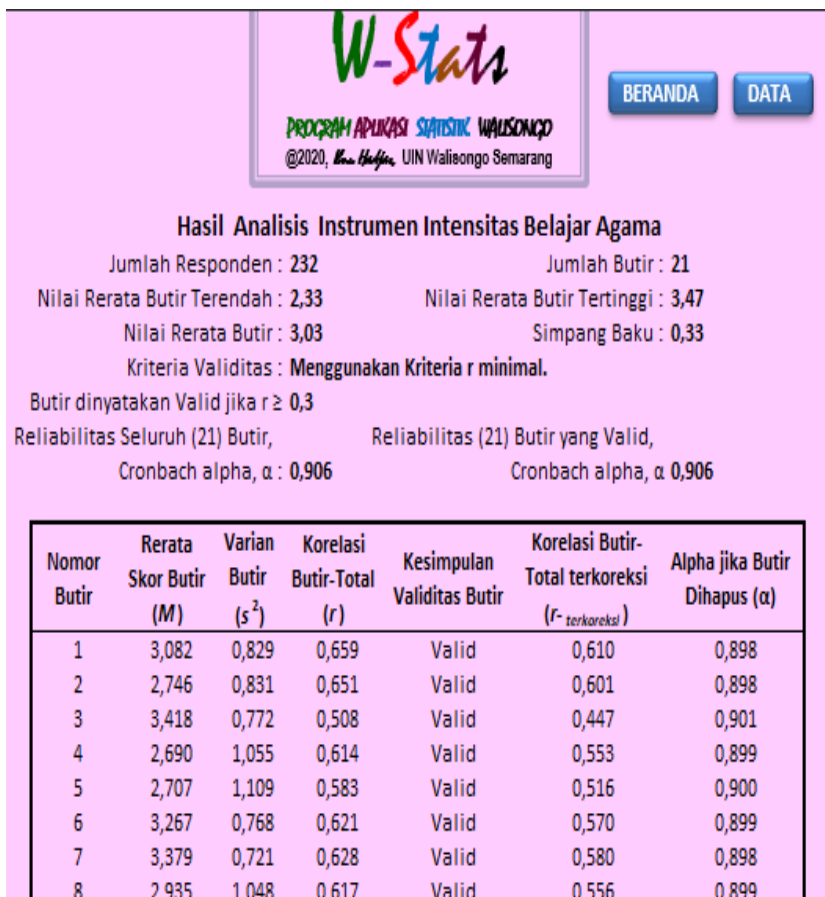 W-Stats
PROGRAM APLIKASI STATISTIK WALISONGO
@2020, UIN Walisongo Semarang
BERANDA DATA
Hasil Analisis Instrumen Intensitas Belajar Agama
Jumlah Responden : 232 Jumlah Butir : 21
Nilai Rerata Butir Terendah : 2,33 Nilai Rerata Butir Tertinggi : 3,47
Nilai Rerata Butir : 3,03 Simpang Baku : 0,33
Kriteria Validitas : Menggunakan Kriteria r minimal.
Butir dinyatakan Valid jika r ≥ 0,3
Reliabilitas Seluruh (21) Butir, Reliabilitas (21) Butir yang Valid,
Cronbach alpha, α : 0,906 Cronbach alpha, α 0,906
Nomor Butir Rerata Skor Butir (M) Varian Butir (s²) Korelasi Butir-Total (r) Kesimpulan Validitas Butir Korelasi Butir-Total terkoreksi (r- terkoreksi) Alpha jika Butir Dihapus (α)
1 3,082 0,829 0,659 Valid 0,610 0,898
2 2,746 0,831 0,651 Valid 0,601 0,898
3 3,418 0,772 0,508 Valid 0,447 0,901
4 2,690 1,055 0,614 Valid 0,553 0,899
5 2,707 1,109 0,583 Valid 0,516 0,900
6 3,267 0,768 0,621 Valid 0,570 0,899
7 3,379 0,721 0,628 Valid 0,580 0,898
8 2,935 1,048 0,617 Valid 0,556 0,899